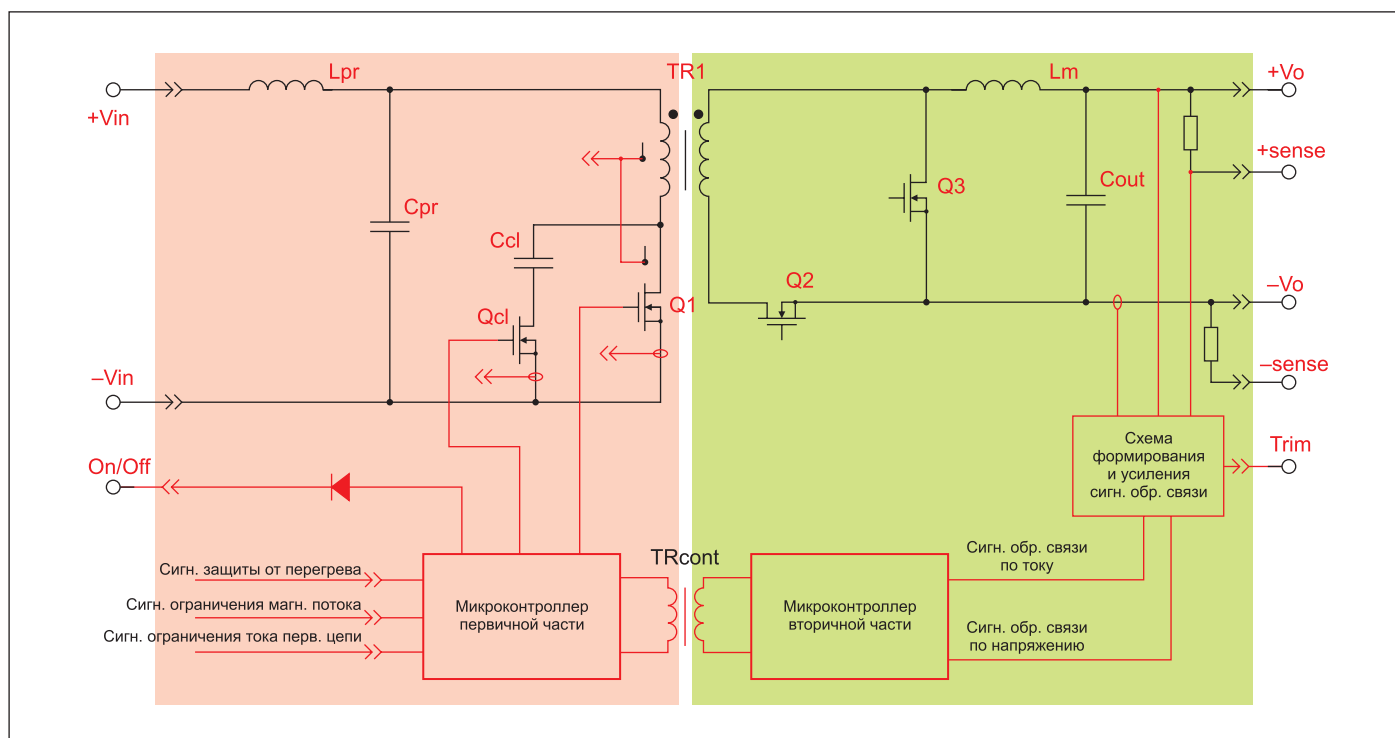 Lpr
TR1
Lm
+Vo
+Vin
+sense
Q3
Cout
Cpr
Ccl
Q2
–Vo
Qcl
Q1
–Vin
–sense
On/Off
Схема
формирования
и усиления
сигн. обр. связи
Trim
TRcont
Сигн. обр. связи
по току
Сигн. защиты от перегрева
Сигн. ограничения магн. потока
Сигн. ограничения тока перв. цепи
Микроконтроллер
первичной части
Микроконтроллер
вторичной части
Сигн. обр. связи
по напряжению